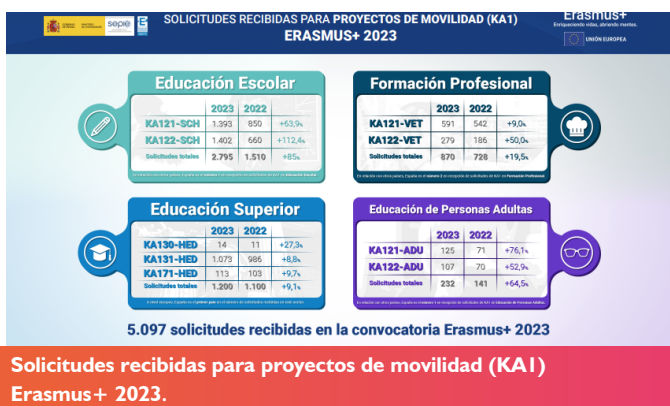 SOLICITUDES RECIBIDAS PARA PROYECTOS DE MOVILIDAD (KA1)
ERASMUS+ 2023
sepie
Erasmus+
Enriqueciendo vidas, abriendo mentes.
UNIÓN EUROPEA
Educación Escolar
2023 2022
KA121-SCH 1.393 850 +63,9%
KA122-SCH 1.402 660 +112,4%
Solicitudes totales 2.795 1.510 +85%
Formación Profesional
2023 2022
KA121-VET 591 542 +9,0%
KA122-VET 279 186 +50,0%
Solicitudes totales 870 728 +19,5%
Educación Superior
2023 2022
KA130-HED 14 11 +27,3%
KA131-HED 1.073 986 +8,8%
KA171-HED 113 103 +9,7%
Solicitudes totales 1.200 1.100 +9,1%
Educación de Personas Adultas
2023 2022
KA121-ADU 125 71 +76,1%
KA122-ADU 107 70 +52,9%
Solicitudes totales 232 141 +64,5%
5.097 solicitudes recibidas en la convocatoria Erasmus+ 2023
Solicitudes recibidas para proyectos de movilidad (KA1)
Erasmus+ 2023.